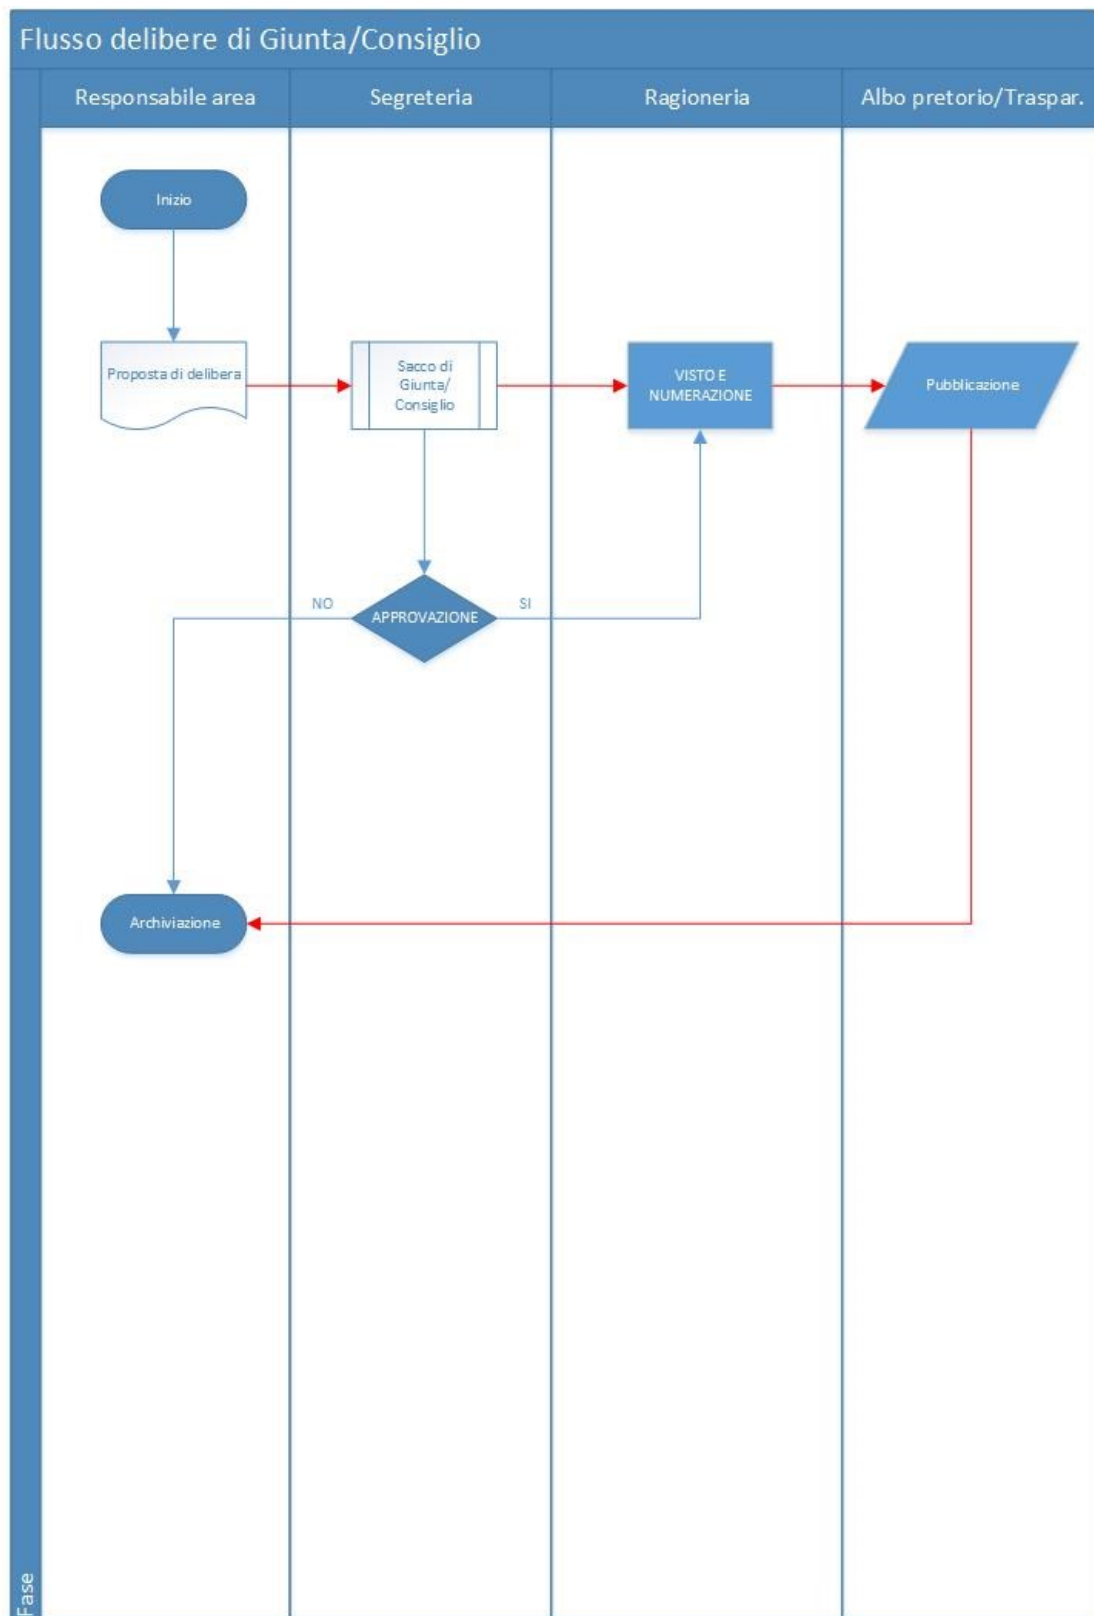 Flusso delibere di Giunta/Consiglio
Responsabile area
Segreteria
Ragioneria
Albo pretorio/Traspar.
Inizio
Proposta di delibera
Sacco di
Giunta/
Consiglio
VISTO E
NUMERAZIONE
Pubblicazione
NO
APPROVAZIONE
SI
Archiviazione
Fase